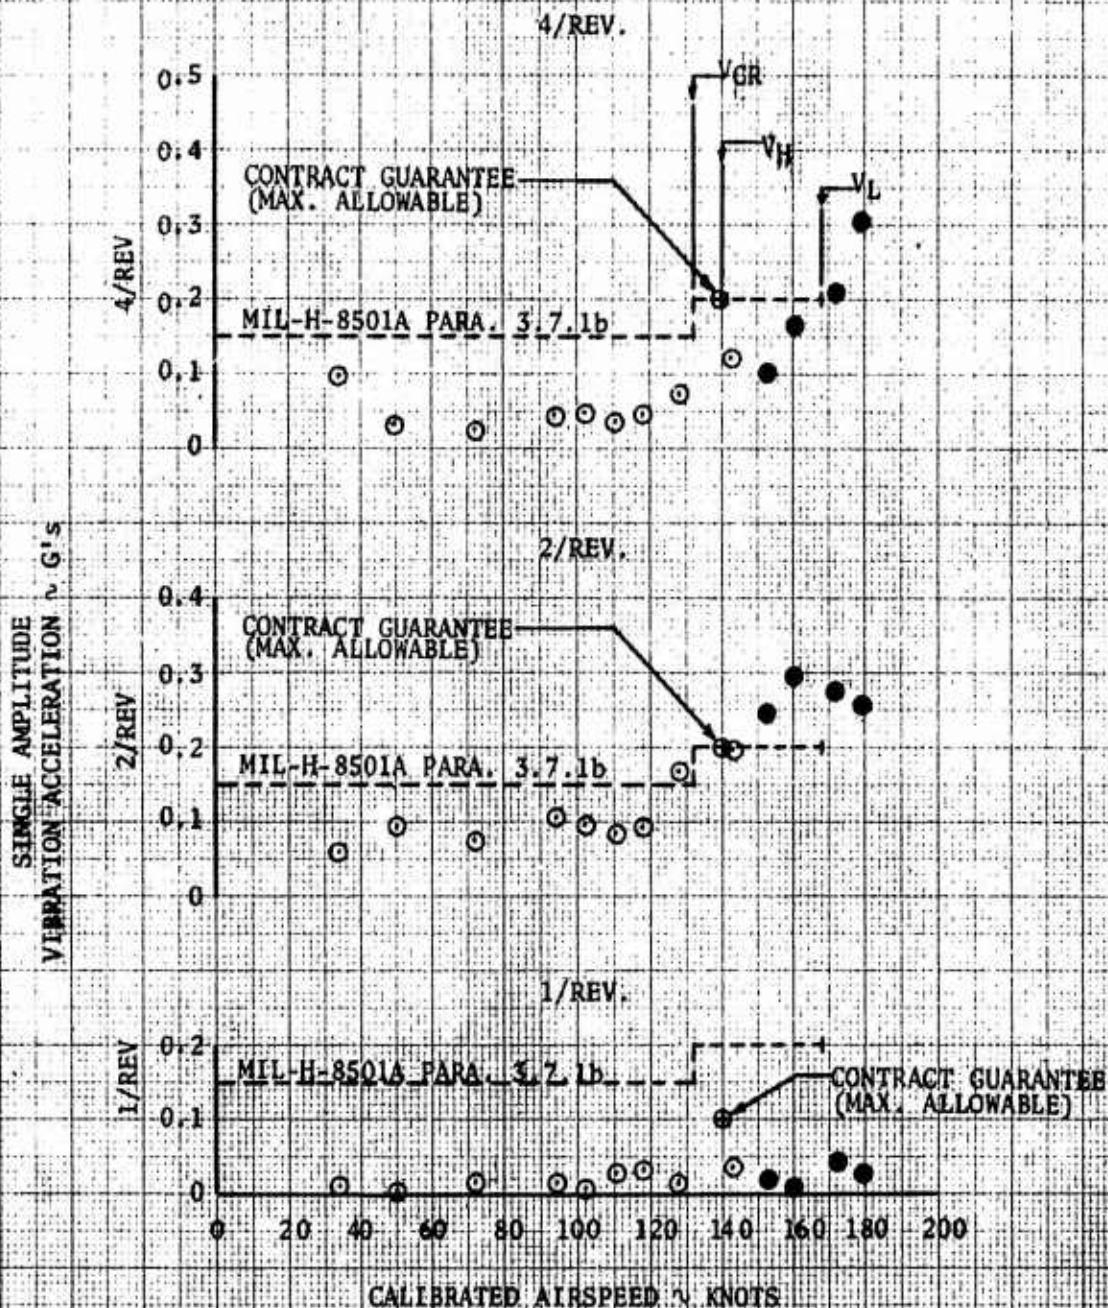 4/REV.
0.5
0.4
0.3
0.2
0.1
0
4/REV
V_CR
V_H
V_L
CONTRACT GUARANTEE
(MAX. ALLOWABLE)
MIL-H-8501A PARA. 3.7.1b
2/REV.
0.4
0.3
0.2
0.1
0
2/REV
SINGLE AMPLITUDE
VIBRATION ACCELERATION ~ G's
CONTRACT GUARANTEE
(MAX. ALLOWABLE)
MIL-H-8501A PARA. 3.7.1b
1/REV.
0.2
0.1
0
1/REV
MIL-H-8501A PARA. 3.7.1b
CONTRACT GUARANTEE
(MAX. ALLOWABLE)
0 20 40 60 80 100 120 140 160 180 200
CALIBRATED AIRSPEED ~ KNOTS